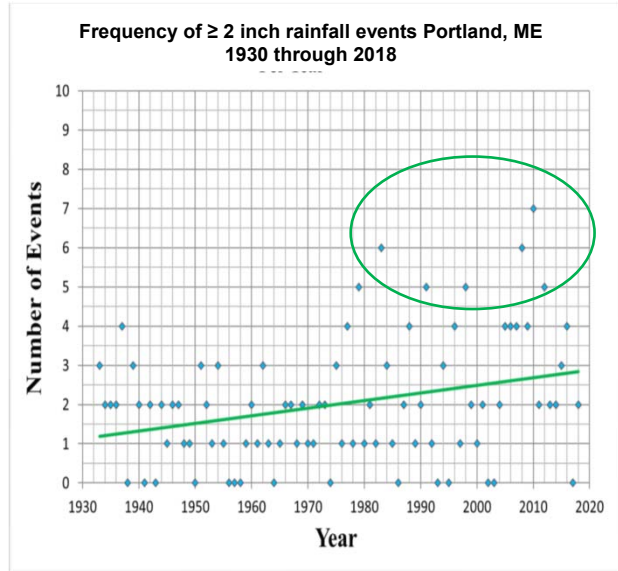 Frequency of ≥ 2 inch rainfall events Portland, ME
1930 through 2018
10
9
8
7
6
5
4
3
2
1
0
Number of Events
1930 1940 1950 1960 1970 1980 1990 2000 2010 2020
Year